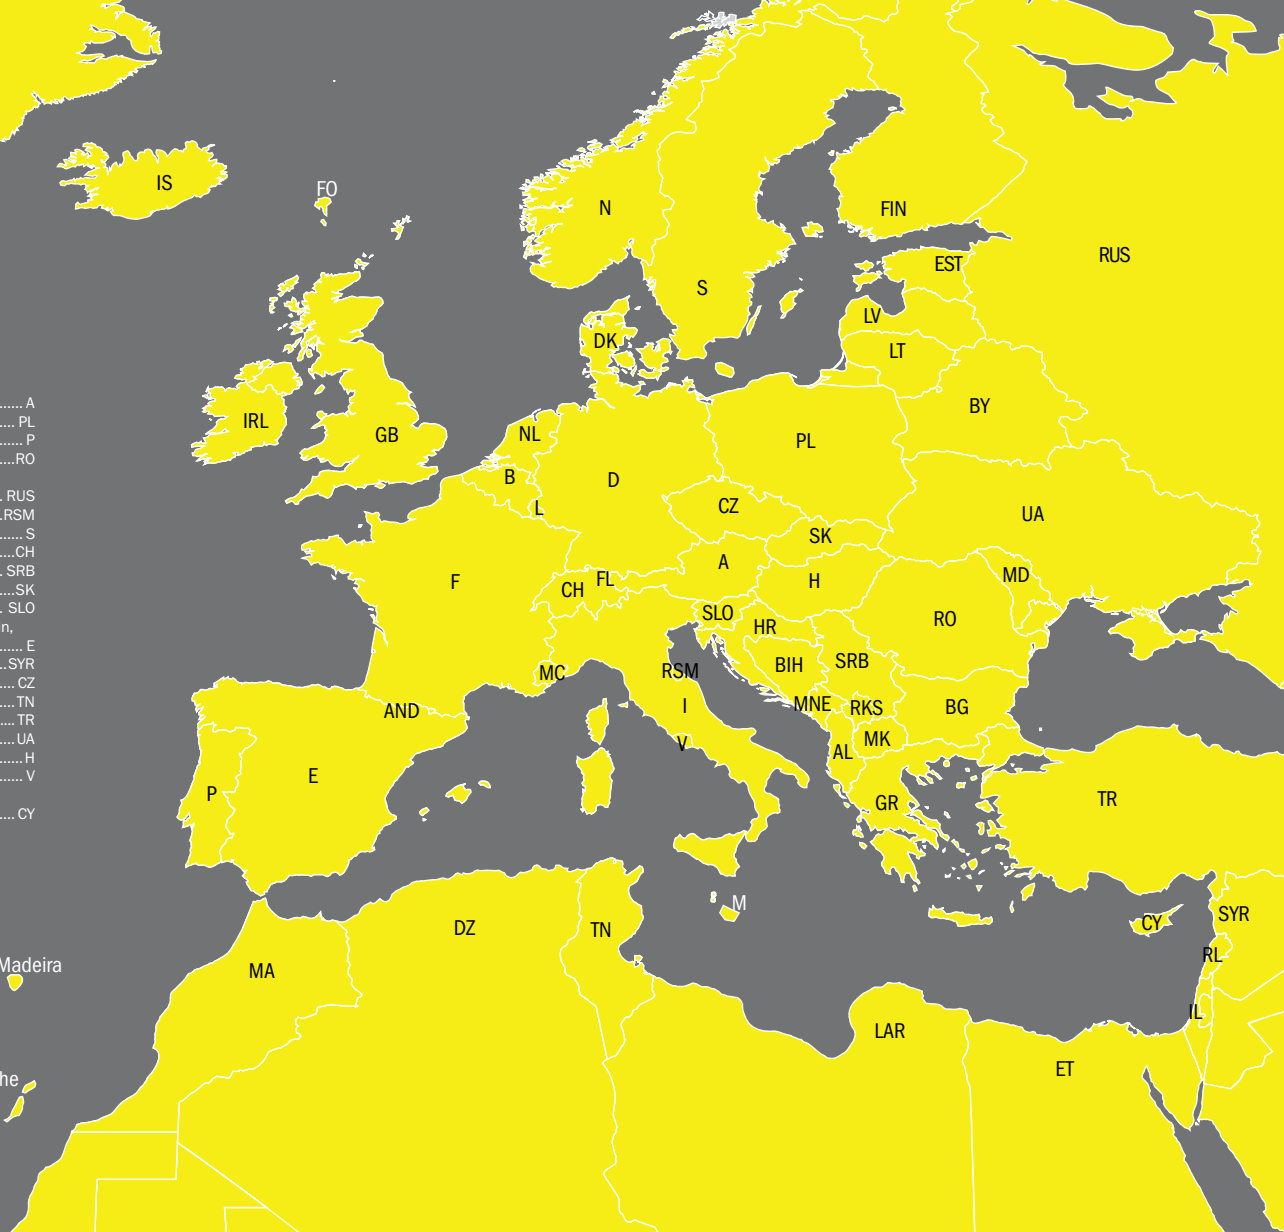 IS
FO
N
FIN
RUS
EST
S
LV
DK
LT
...... A
.... PL
...... P
....RO
. RUS
.RSM
...... S
....CH
. SRB
.....SK
. SLO
ln,
...... E
...SYR
.... CZ
.... TN
.... TR
....UA
...... H
...... V
.... CY
IRL
GB
NL
BY
PL
B
D
L
CZ
UA
SK
A
F
CH
FL
H
MD
SLO
HR
RO
MC
RSM
BIH
SRB
AND
I
MNE
RKS
BG
V
MK
AL
E
P
GR
TR
M
DZ
TN
CY
SYR
Madeira
MA
RL
IL
LAR
ET
he